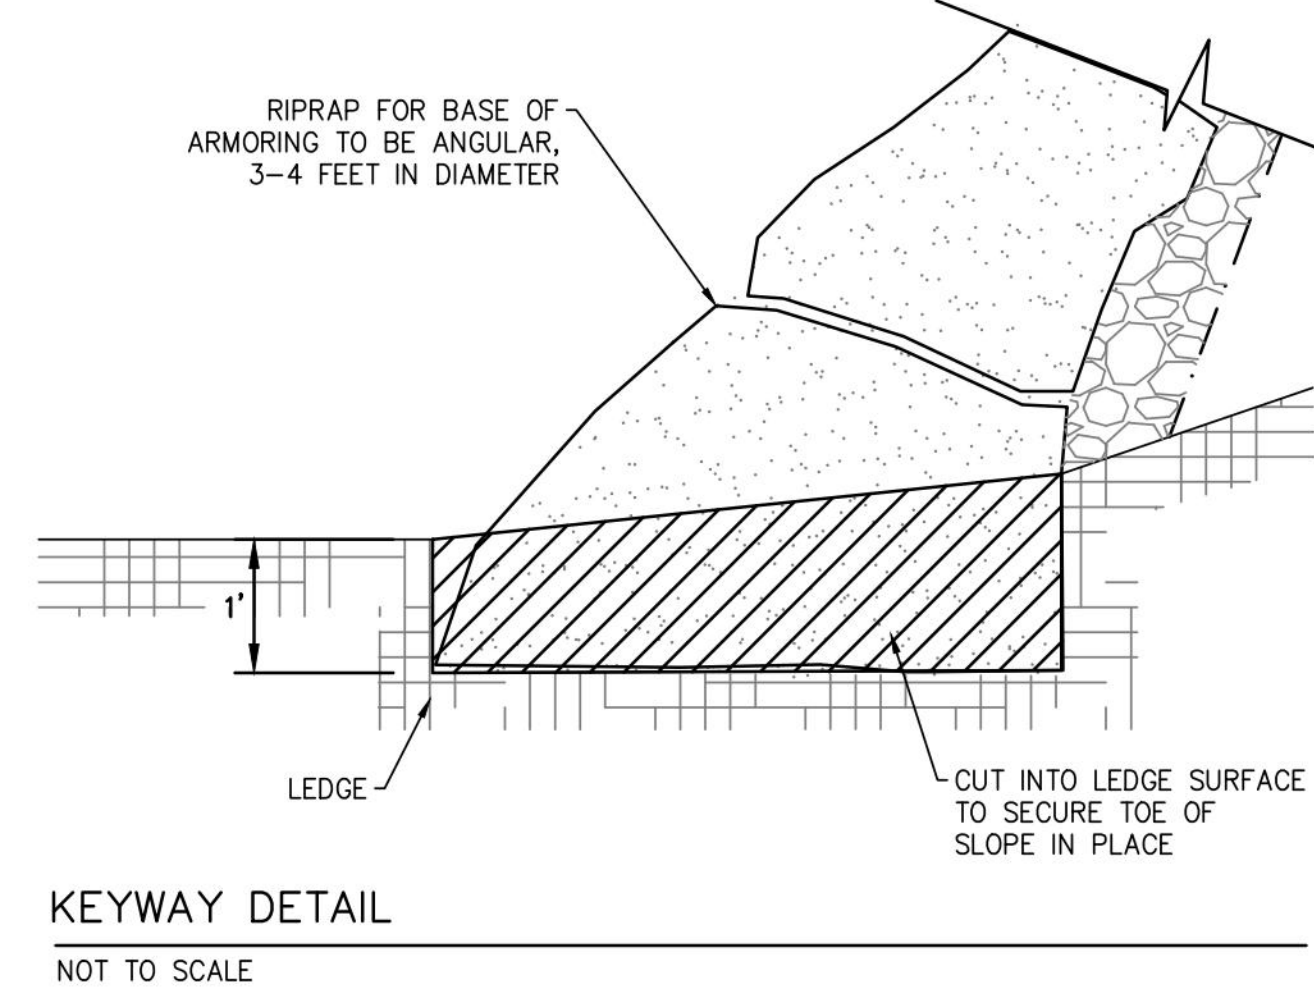 RIPRAP FOR BASE OF
ARMORING TO BE ANGULAR,
3-4 FEET IN DIAMETER
1'
LEDGE
CUT INTO LEDGE SURFACE
TO SECURE TOE OF
SLOPE IN PLACE
KEYWAY DETAIL
NOT TO SCALE